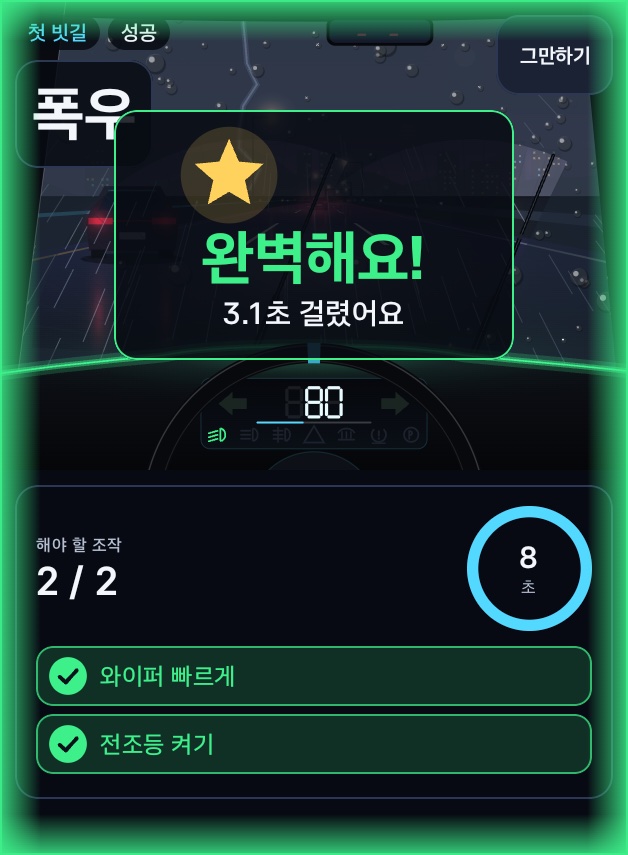 첫 빗길
성공
그만하기
폭우
완벽해요!
3.1초 걸렸어요
80
해야 할 조작
2 / 2
8
초
와이퍼 빠르게
전조등 켜기